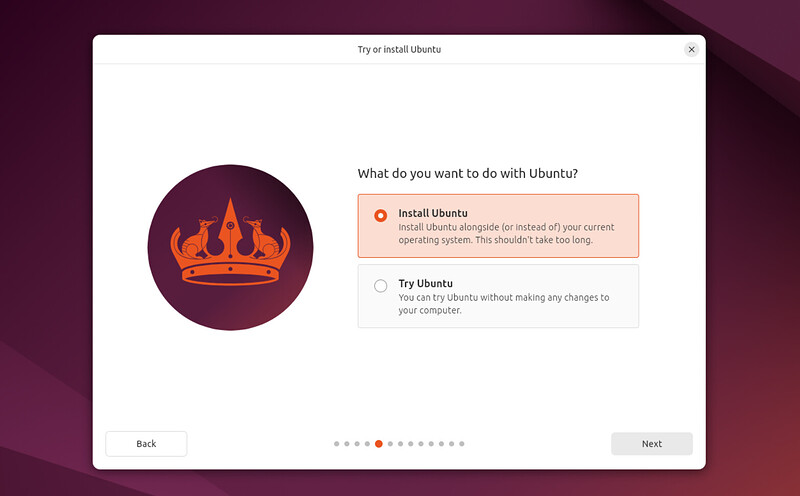 Try or install Ubuntu
What do you want to do with Ubuntu?
Install Ubuntu
Install Ubuntu alongside (or instead of) your current
operating system. This shouldn't take too long.
Try Ubuntu
You can try Ubuntu without making any changes to
your computer.
Back
Next